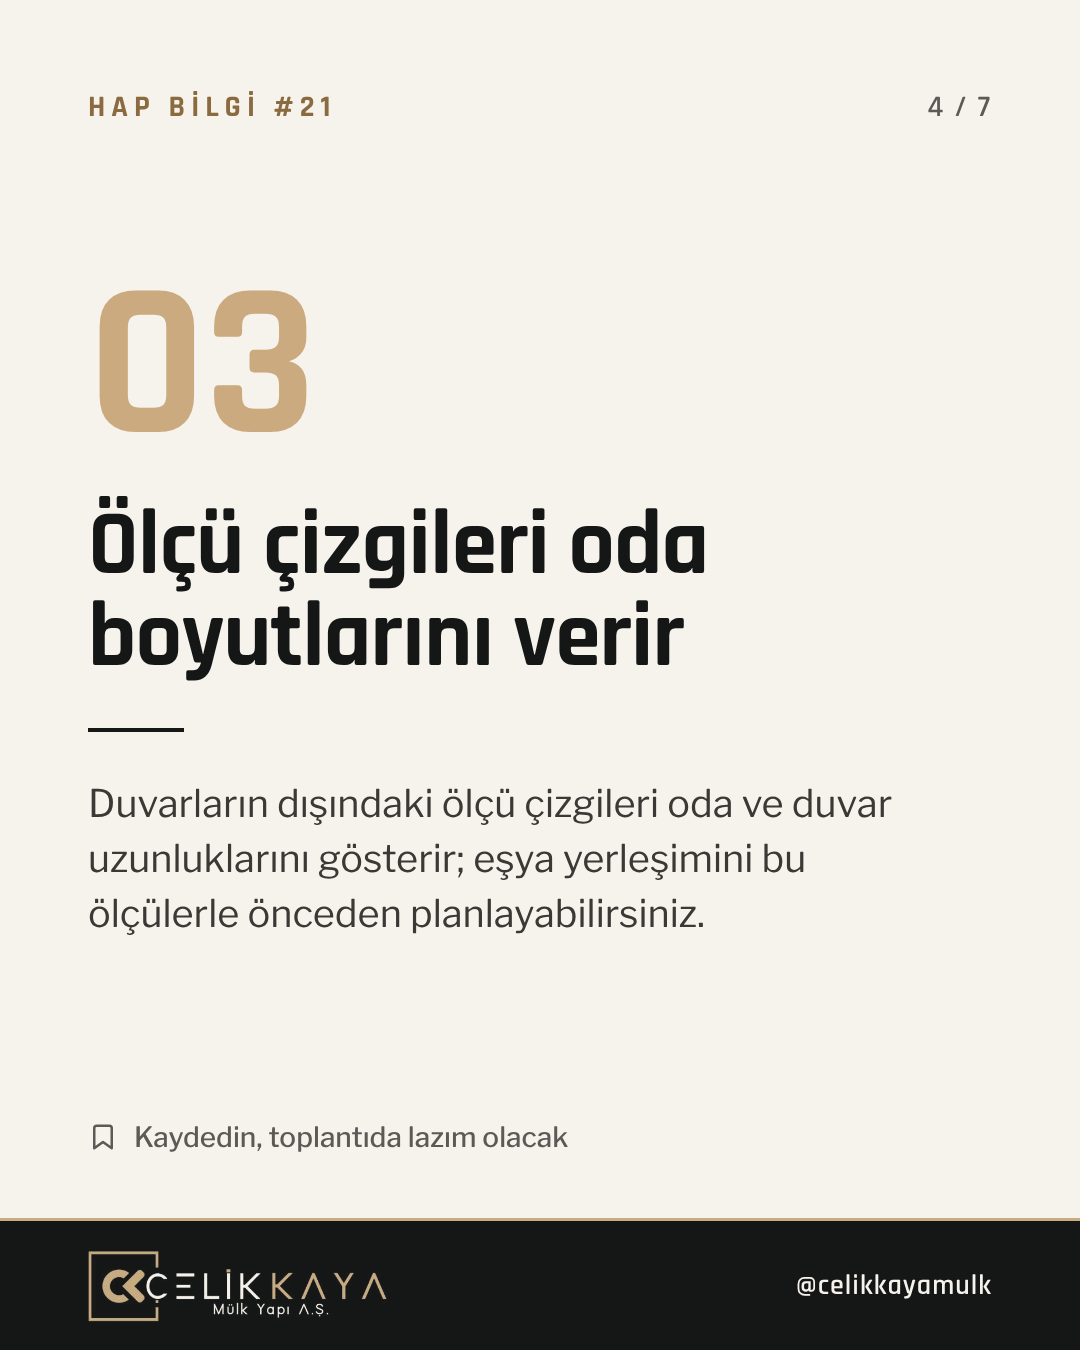 HAP BİLGİ #21
4 / 7
03
Ölçü çizgileri oda
boyutlarını verir
Duvarların dışındaki ölçü çizgileri oda ve duvar
uzunluklarını gösterir; eşya yerleşimini bu
ölçülerle önceden planlayabilirsiniz.
Kaydedin, toplantıda lazım olacak
CELİKKAYA
Mülk Yapı A.Ş.
@celikkayamulk